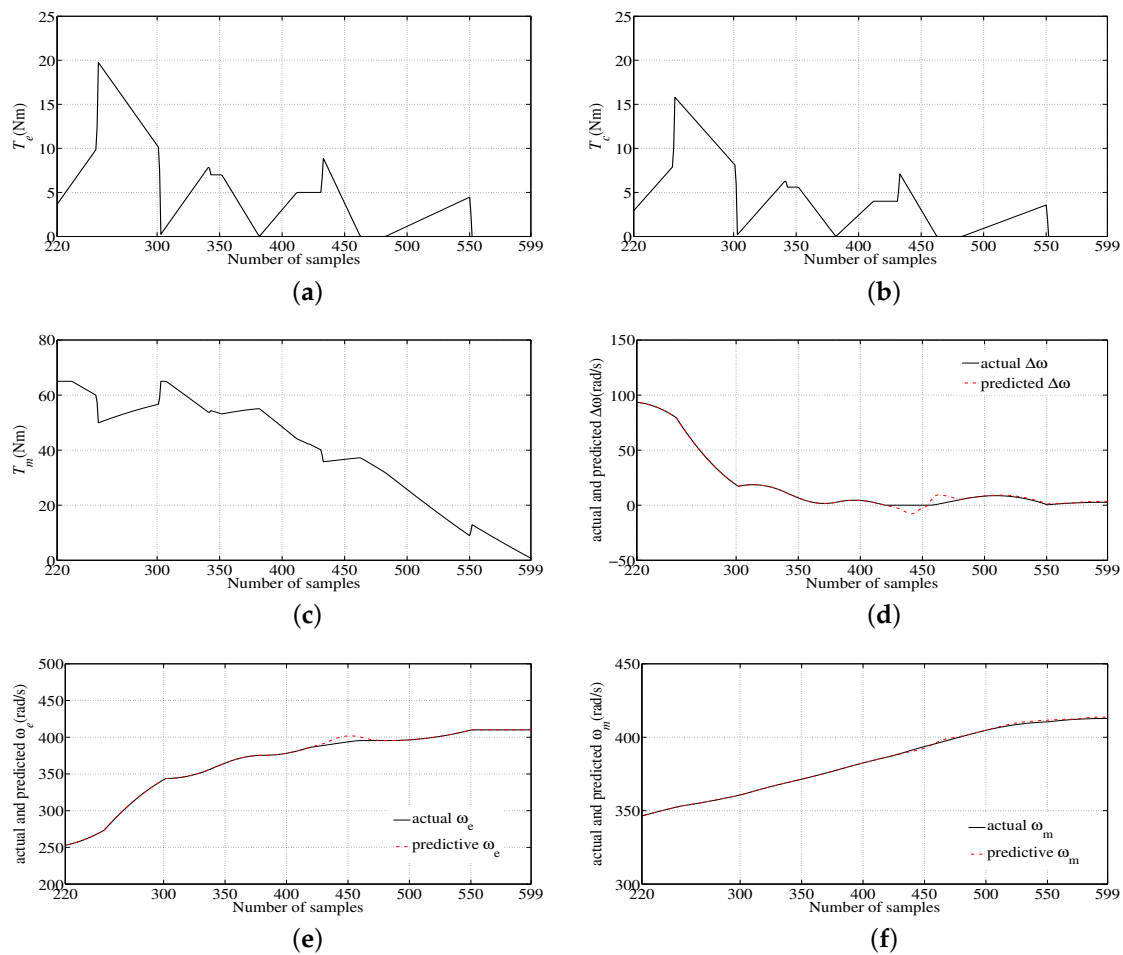 25
20
15
10
5
0
T_e (Nm)
220 300 350 400 450 500 550 599
Number of samples
(a)
25
20
15
10
5
0
T_c (Nm)
220 300 350 400 450 500 550 599
Number of samples
(b)
80
60
40
20
0
T_m (Nm)
220 300 350 400 450 500 550 599
Number of samples
(c)
150
100
50
0
−50
actual and predicted Δω(rad/s)
actual Δω
predicted Δω
220 300 350 400 450 500 550 599
Number of samples
(d)
500
450
400
350
300
250
200
actual and predicted ω_e (rad/s)
actual ω_e
predictive ω_e
220 300 350 400 450 500 550 599
Number of samples
(e)
450
400
350
300
actual and predicted ω_m (rad/s)
actual ω_m
predictive ω_m
220 300 350 400 450 500 550 599
Number of samples
(f)